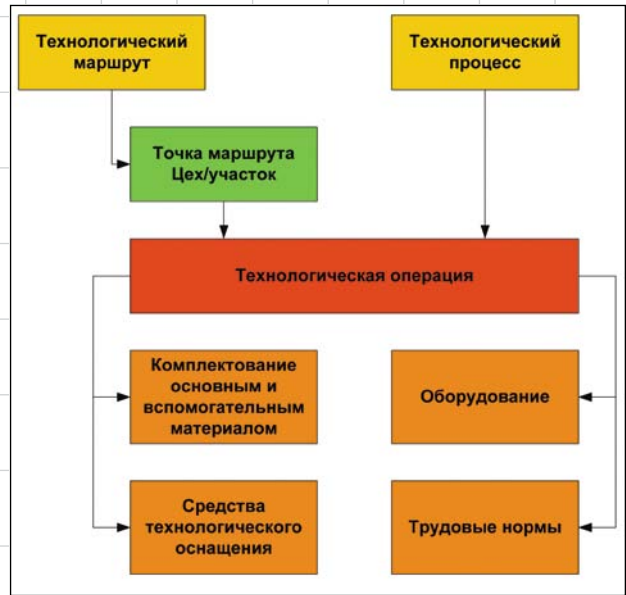 Технологический
маршрут
Технологический
процесс
Точка маршрута
Цех/участок
Технологическая операция
Комплектование
основным и
вспомогательным
материалом
Оборудование
Средства
технологического
оснащения
Трудовые нормы